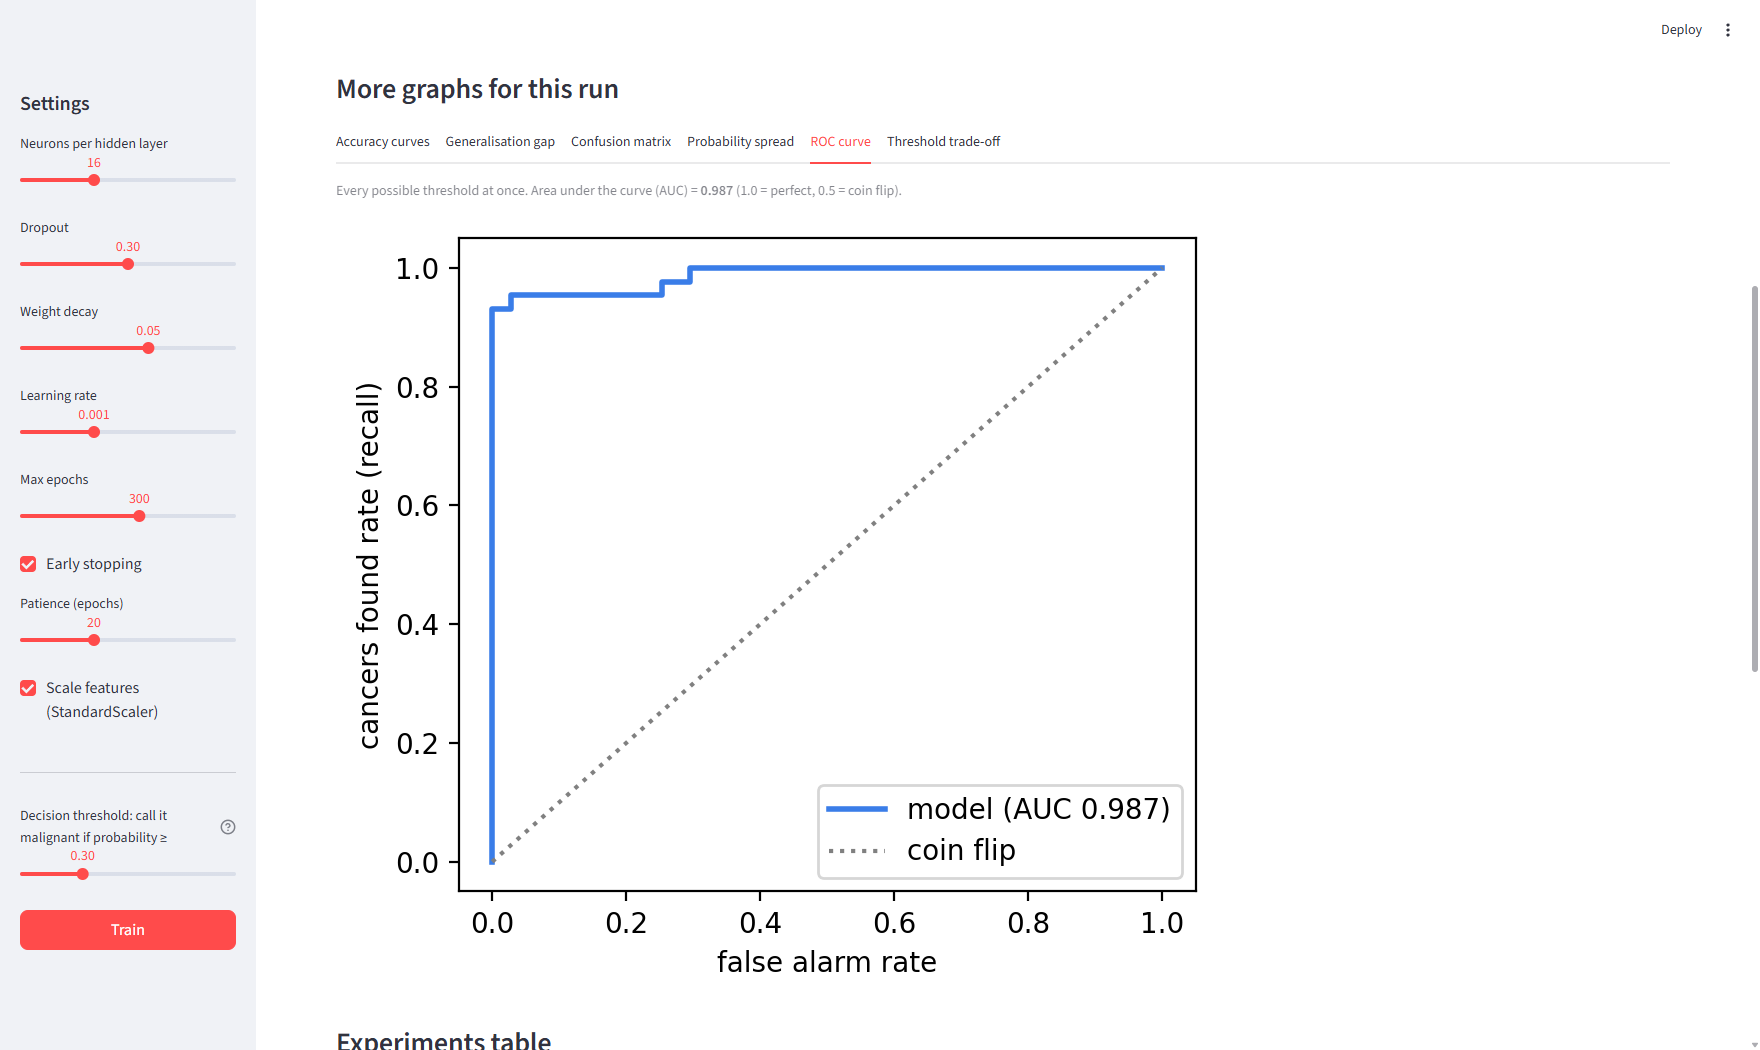 Deploy
Settings
Neurons per hidden layer
16
Dropout
0.30
Weight decay
0.05
Learning rate
0.001
Max epochs
300
Early stopping
Patience (epochs)
20
Scale features
(StandardScaler)
Decision threshold: call it
malignant if probability ≥
0.30
Train
More graphs for this run
Accuracy curves Generalisation gap Confusion matrix Probability spread ROC curve Threshold trade-off
Every possible threshold at once. Area under the curve (AUC) = 0.987 (1.0 = perfect, 0.5 = coin flip).
cancers found rate (recall)
1.0
0.8
0.6
0.4
0.2
0.0
model (AUC 0.987)
coin flip
0.0 0.2 0.4 0.6 0.8 1.0
false alarm rate
Experiments table